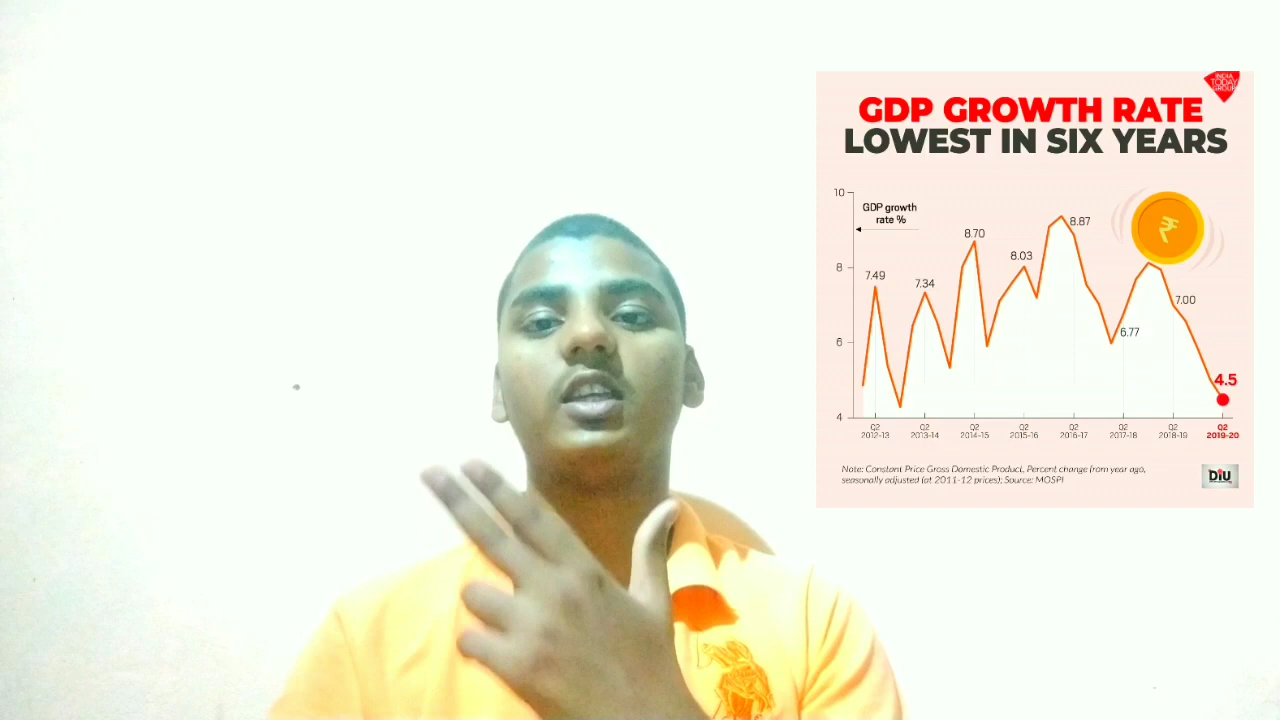 INDIA
TODAY
GROUP
GDP GROWTH RATE
LOWEST IN SIX YEARS
10
GDP growth
rate %
8.87
8.70
8.03
8
7.49
7.34
7.00
6.77
6
4.5
4
Q2 Q2 Q2 Q2 Q2 Q2 Q2 Q2
2012-13 2013-14 2014-15 2015-16 2016-17 2017-18 2018-19 2019-20
Note: Constant Price Gross Domestic Product, Percent change from year ago,
seasonally adjusted (at 2011-12 prices); Source: MOSPI
DIU